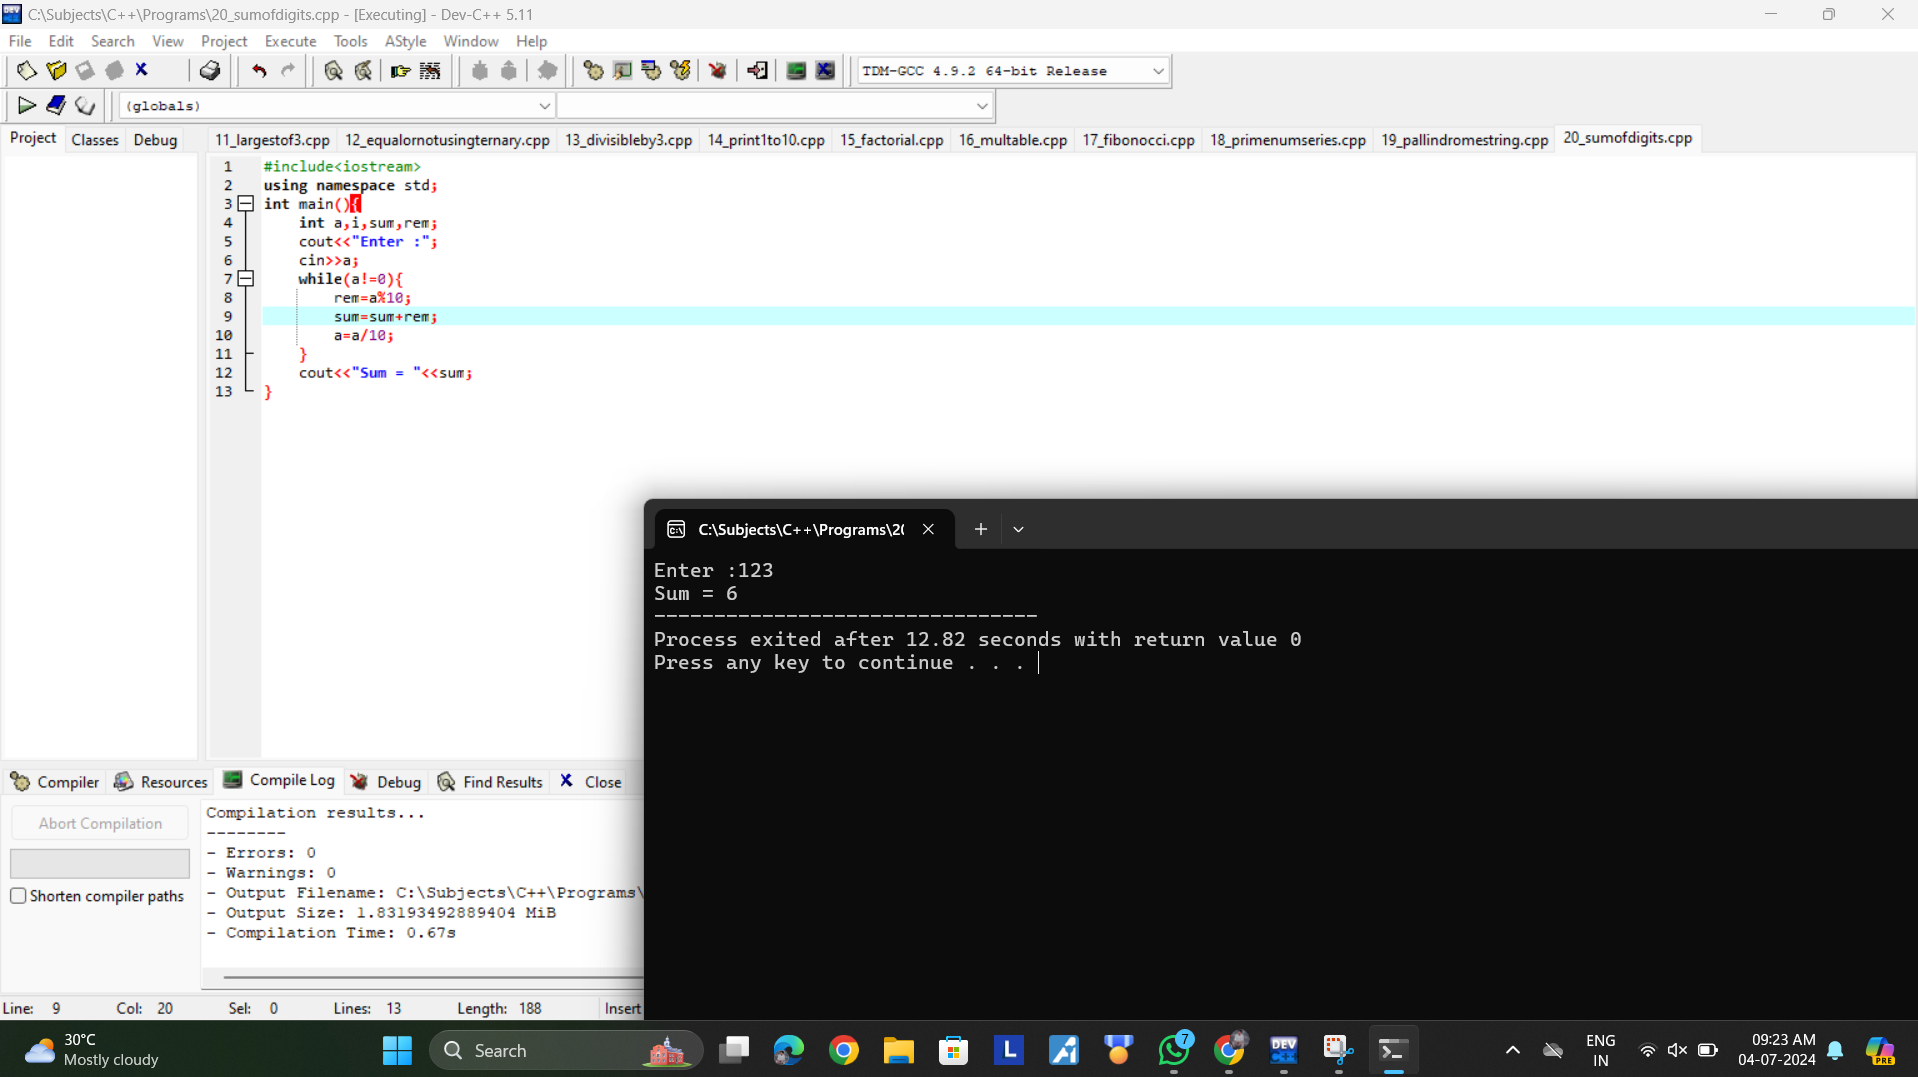 C:\Subjects\C++\Programs\20_sumofdigits.cpp - [Executing] - Dev-C++ 5.11
File Edit Search View Project Execute Tools AStyle Window Help
TDM-GCC 4.9.2 64-bit Release
(globals)
Project Classes Debug
11_largestof3.cpp 12_equalornotusingternary.cpp 13_divisibleby3.cpp 14_print1to10.cpp 15_factorial.cpp 16_multable.cpp 17_fibonocci.cpp 18_primenumseries.cpp 19_pallindromestring.cpp 20_sumofdigits.cpp
1 #include<iostream>
2 using namespace std;
3 int main(){
4 int a,i,sum,rem;
5 cout<<"Enter :";
6 cin>>a;
7 while(a!=0){
8 rem=a%10;
9 sum=sum+rem;
10 a=a/10;
11 }
12 cout<<"Sum = "<<sum;
13 }
C:\Subjects\C++\Programs\20
Enter :123
Sum = 6
--------------------------------
Process exited after 12.82 seconds with return value 0
Press any key to continue . . .
Compiler Resources Compile Log Debug Find Results Close
Abort Compilation
Shorten compiler paths
Compilation results...
--------
- Errors: 0
- Warnings: 0
- Output Filename: C:\Subjects\C++\Programs\
- Output Size: 1.83193492889404 MiB
- Compilation Time: 0.67s
Line: 9 Col: 20 Sel: 0 Lines: 13 Length: 188 Insert
30°C
Mostly cloudy
Search
L
7
DEV
C++
ENG
IN
09:23 AM
04-07-2024
PRE